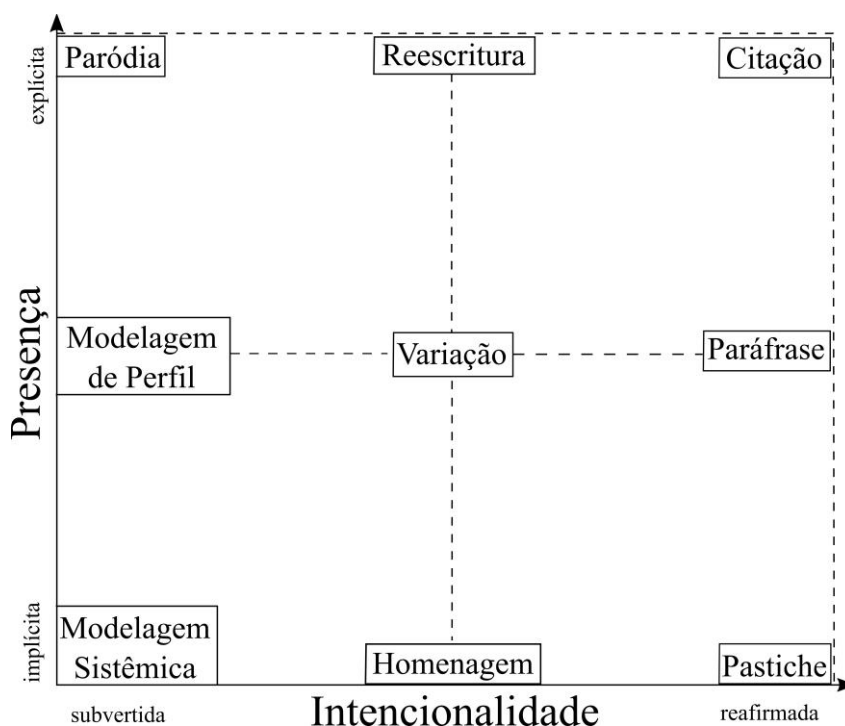 explícita
Paródia
Reescritura
Citação
Presença
Modelagem
de Perfil
Variação
Paráfrase
implícita
Modelagem
Sistêmica
Homenagem
Pastiche
subvertida
Intencionalidade
reafirmada